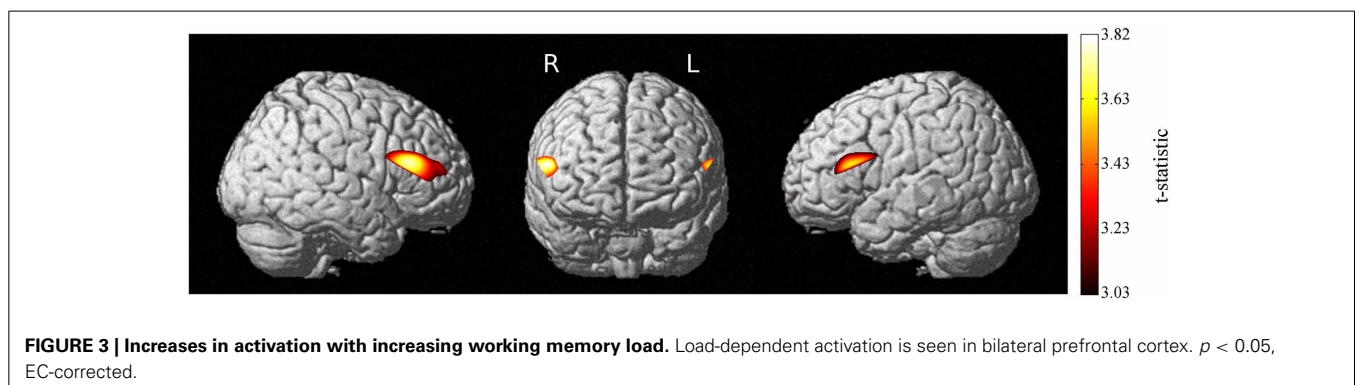 R
L
3.82
3.63
3.43
3.23
3.03
t-statistic
FIGURE 3 | Increases in activation with increasing working memory load. Load-dependent activation is seen in bilateral prefrontal cortex. p < 0.05,
EC-corrected.